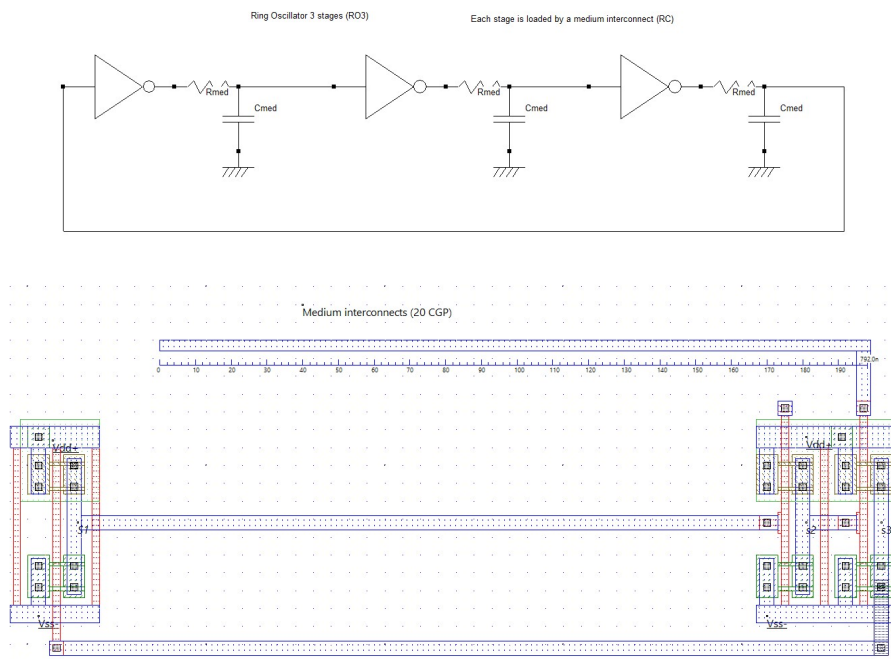 Ring Oscillator 3 stages (RO3)
Each stage is loaded by a medium interconnect (RC)
Rmed
Rmed
Rmed
Cmed
Cmed
Cmed
Medium interconnects (20 CGP)
792.0n
0 10 20 30 40 50 60 70 80 90 100 110 120 130 140 150 160 170 180 190
Vdd+
Vdd+
S1
s2
s3
Vss-
Vss-